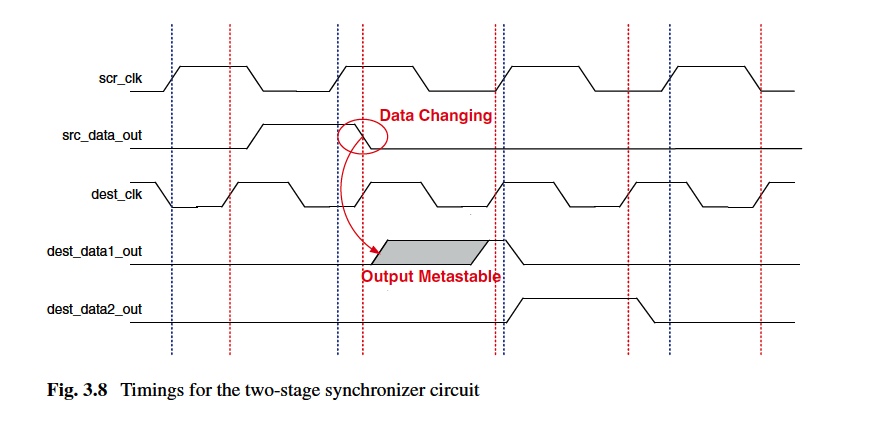 scr_clk
Data Changing
src_data_out
dest_clk
dest_data1_out
Output Metastable
dest_data2_out
Fig. 3.8 Timings for the two-stage synchronizer circuit